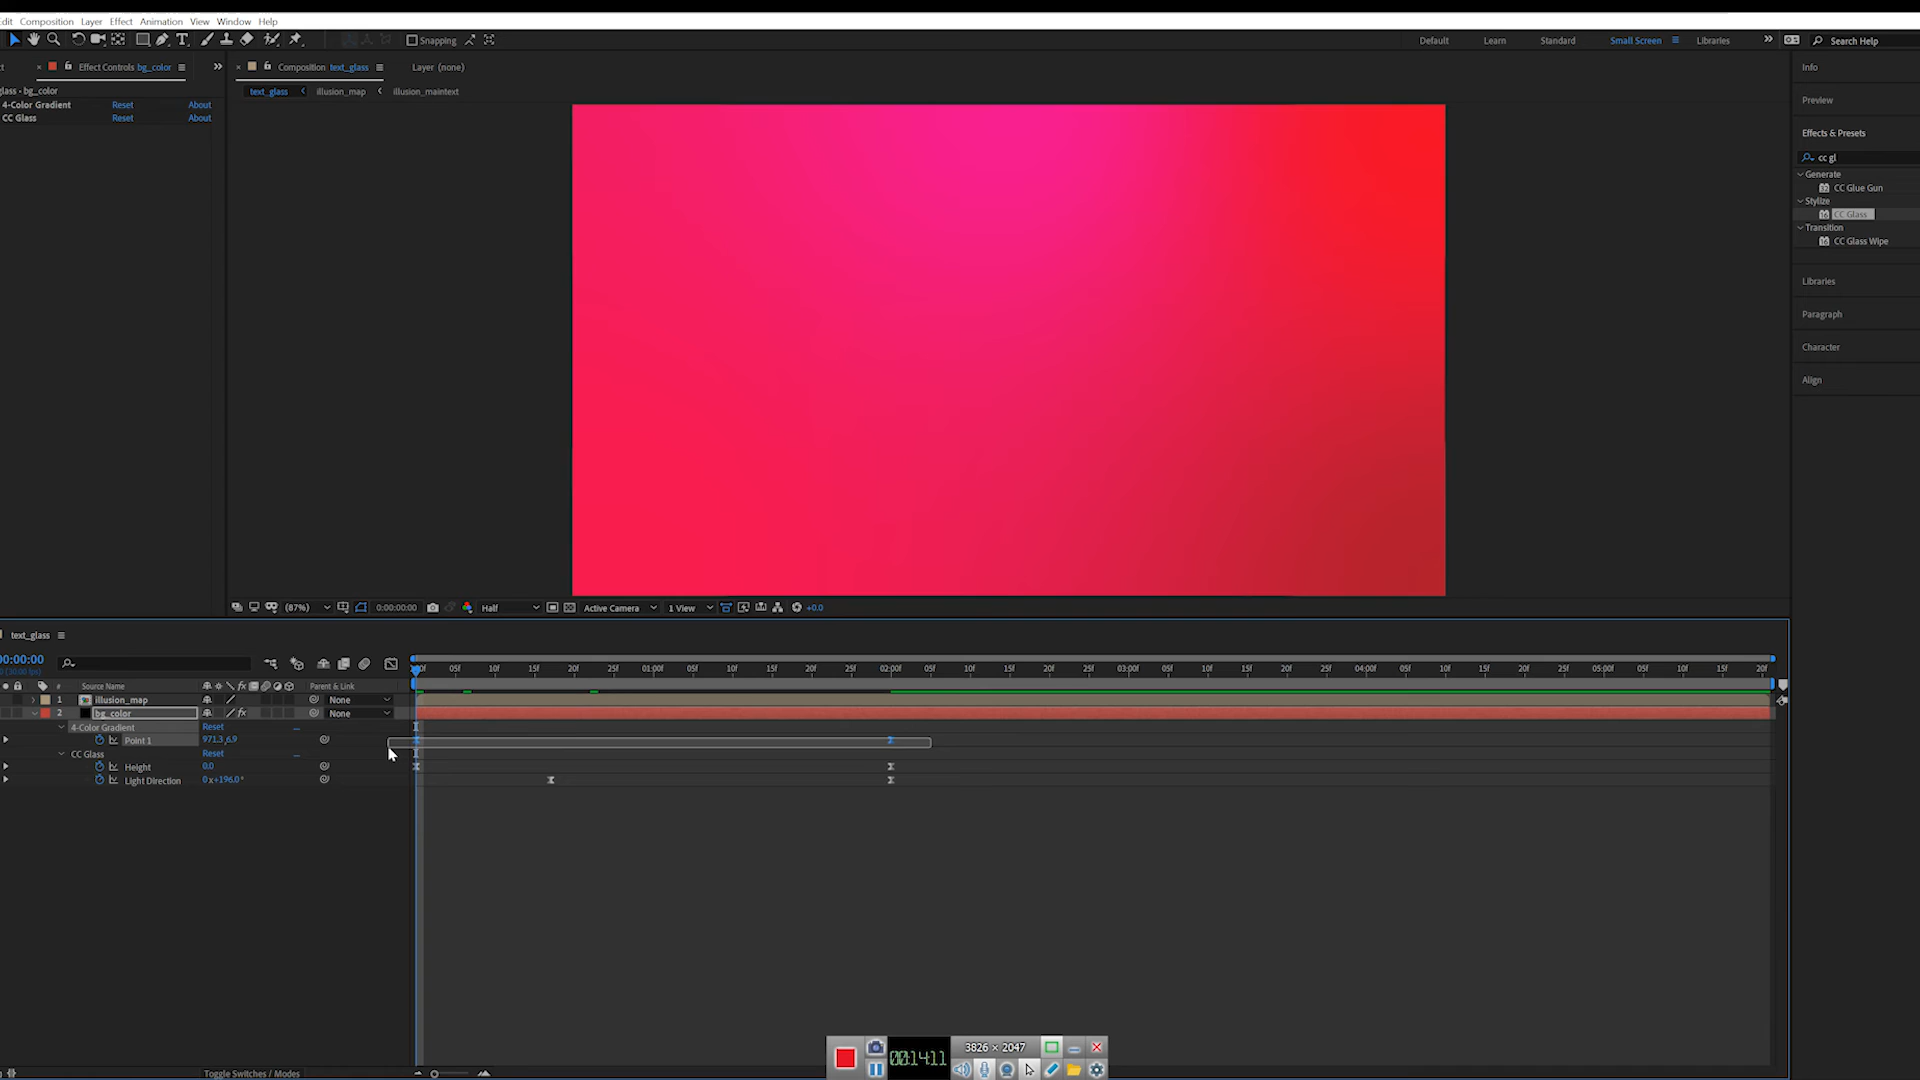 Edit Composition Layer Effect Animation View Window Help
Snapping
Default Learn Standard Small Screen Libraries Search Help
Effect Controls bg_color
Composition text_glass
Layer (none)
Info
glass • bg_color
text_glass illusion_map illusion_maintext
4-Color Gradient Reset About
CC Glass Reset About
Preview
Effects & Presets
cc gl
Generate
CC Glue Gun
Stylize
CC Glass
Transition
CC Glass Wipe
Libraries
Paragraph
Character
Align
(87%) 0:00:00:00 Half Active Camera 1 View +0.0
text_glass
00:00:00
05f 10f 15f 20f 25f 01:00f 05f 10f 15f 20f 25f 02:00f 05f 10f 15f 20f 25f 03:00f 05f 10f 15f 20f 25f 04:00f 05f 10f 15f 20f 25f 05:00f 05f 10f 15f 20f
# Source Name fx Parent & Link
1 illusion_map None
2 bg_color fx None
4-Color Gradient Reset
Point 1 971.3,6.9
CC Glass Reset
Height 0.0
Light Direction 0x+196.0°
00:14:11 3826 × 2047
Toggle Switches / Modes